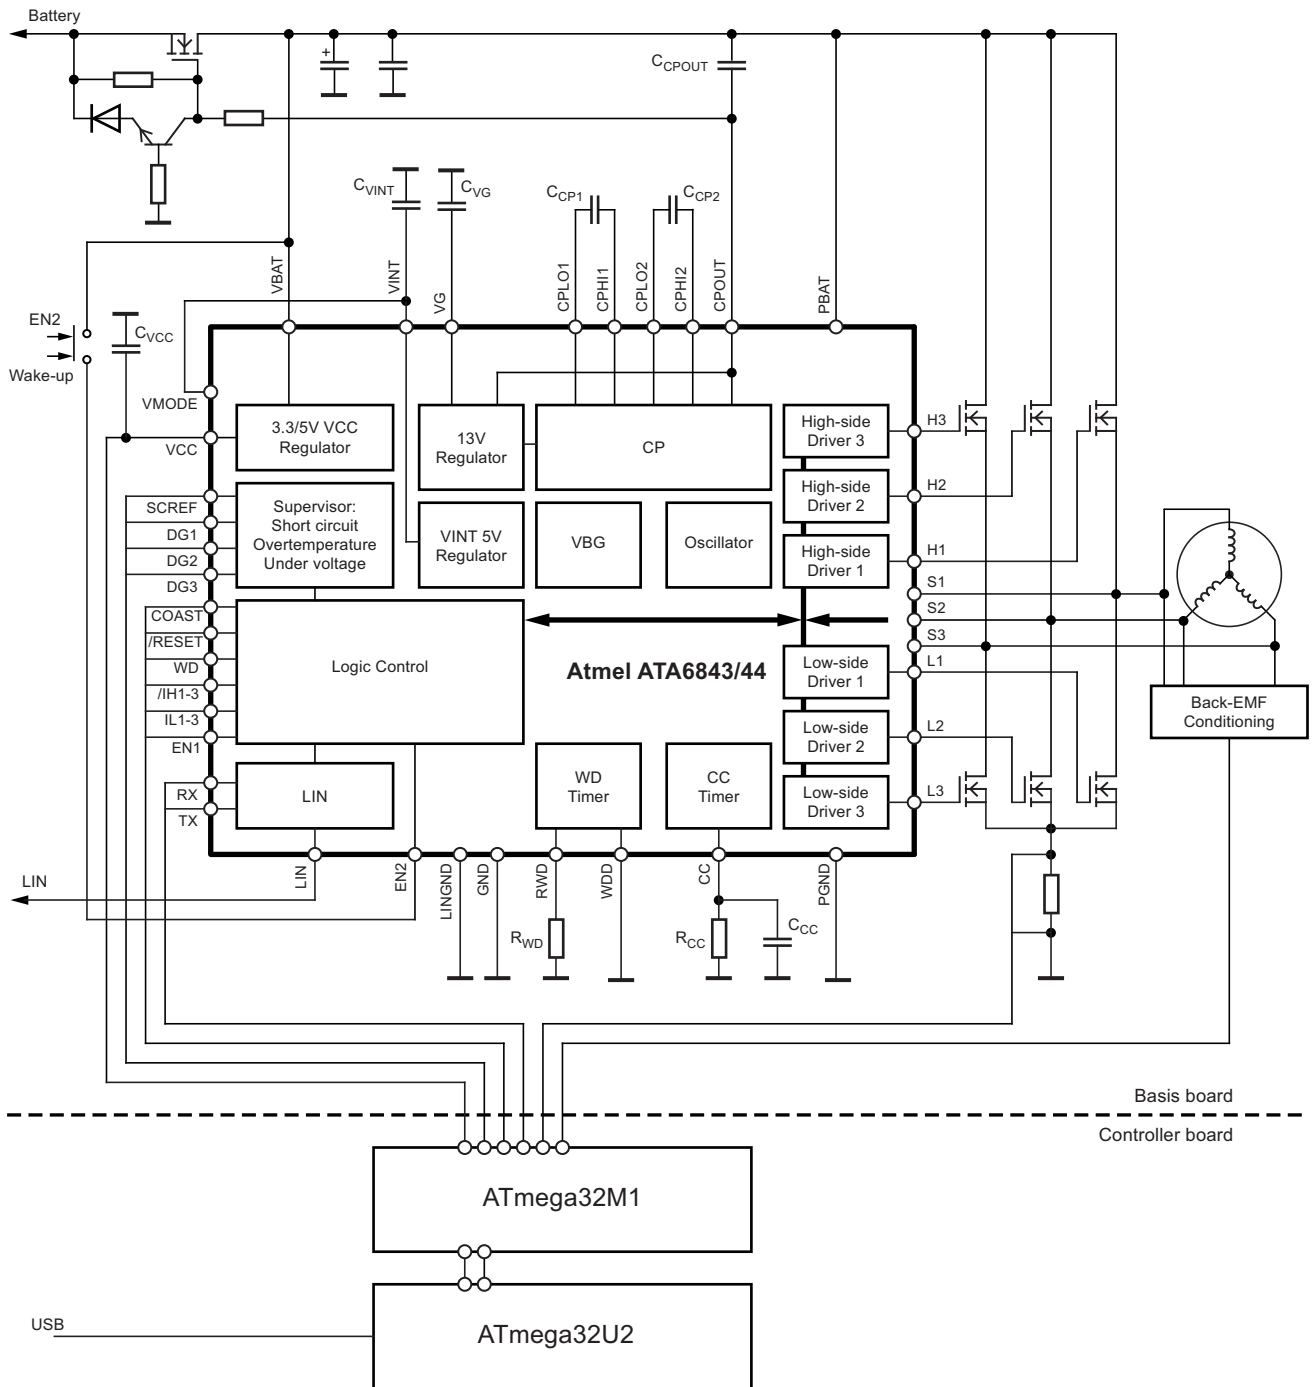 Battery
+
CCPOUT
CVINT
CVG
CCP1
CCP2
VBAT
VINT
VG
CPLO1
CPHI1
CPLO2
CPHI2
CPOUT
PBAT
EN2
Wake-up
CVCC
VMODE
VCC
SCREF
DG1
DG2
DG3
COAST
/RESET
WD
/IH1-3
IL1-3
EN1
RX
TX
3.3/5V VCC
Regulator
13V
Regulator
CP
High-side
Driver 3
High-side
Driver 2
High-side
Driver 1
Supervisor:
Short circuit
Overtemperature
Under voltage
VINT 5V
Regulator
VBG
Oscillator
Logic Control
Atmel ATA6843/44
Low-side
Driver 1
Low-side
Driver 2
Low-side
Driver 3
LIN
WD
Timer
CC
Timer
H3
H2
H1
S1
S2
S3
L1
L2
L3
Back-EMF
Conditioning
LIN
LIN
EN2
LINGND
GND
RWD
WDD
CC
PGND
RWD
RCC
CCC
Basis board
Controller board
ATmega32M1
ATmega32U2
USB